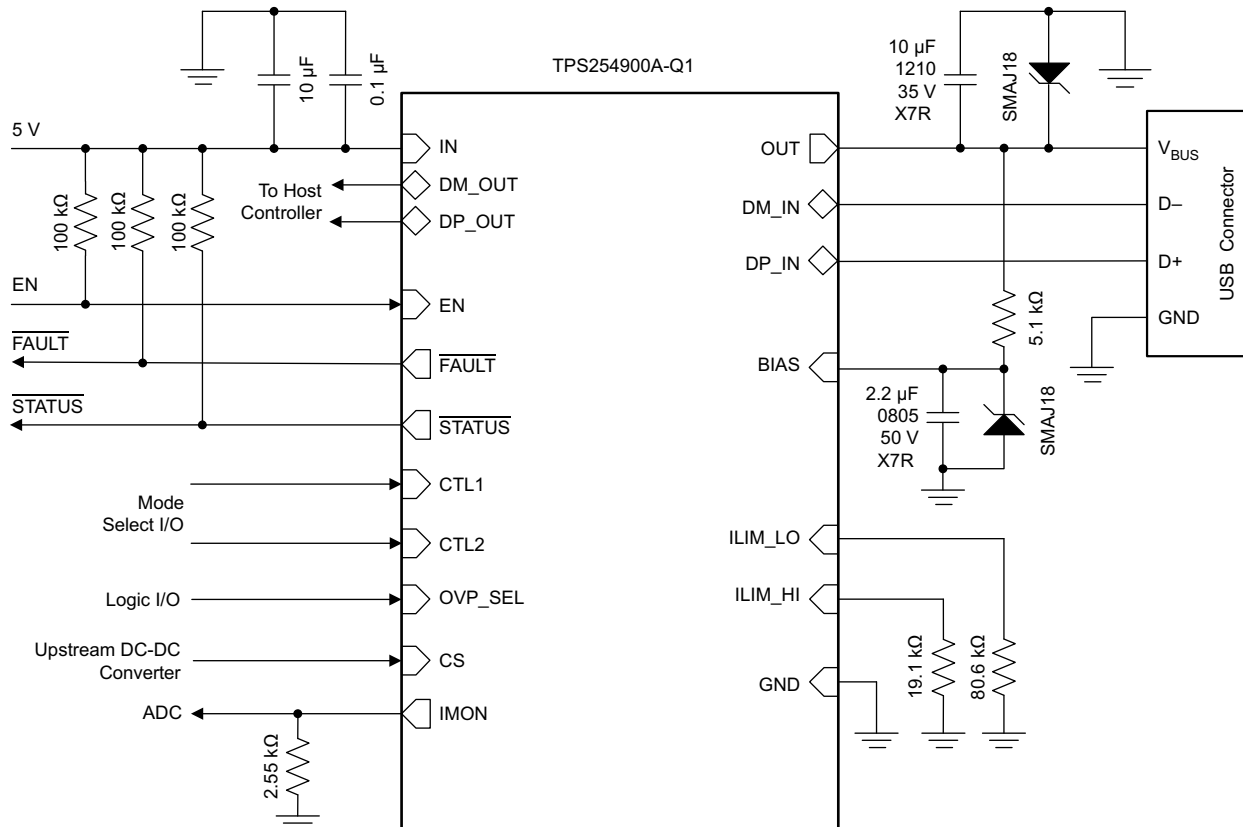 TPS254900A-Q1
10 µF
0.1 µF
5 V
100 kΩ
100 kΩ
100 kΩ
To Host
Controller
EN
FAULT
STATUS
Mode
Select I/O
Logic I/O
Upstream DC-DC
Converter
ADC
2.55 kΩ
IN
DM_OUT
DP_OUT
EN
FAULT
STATUS
CTL1
CTL2
OVP_SEL
CS
IMON
OUT
DM_IN
DP_IN
BIAS
ILIM_LO
ILIM_HI
GND
10 µF
1210
35 V
X7R
SMAJ18
5.1 kΩ
2.2 µF
0805
50 V
X7R
SMAJ18
19.1 kΩ
80.6 kΩ
VBUS
D–
D+
GND
USB Connector